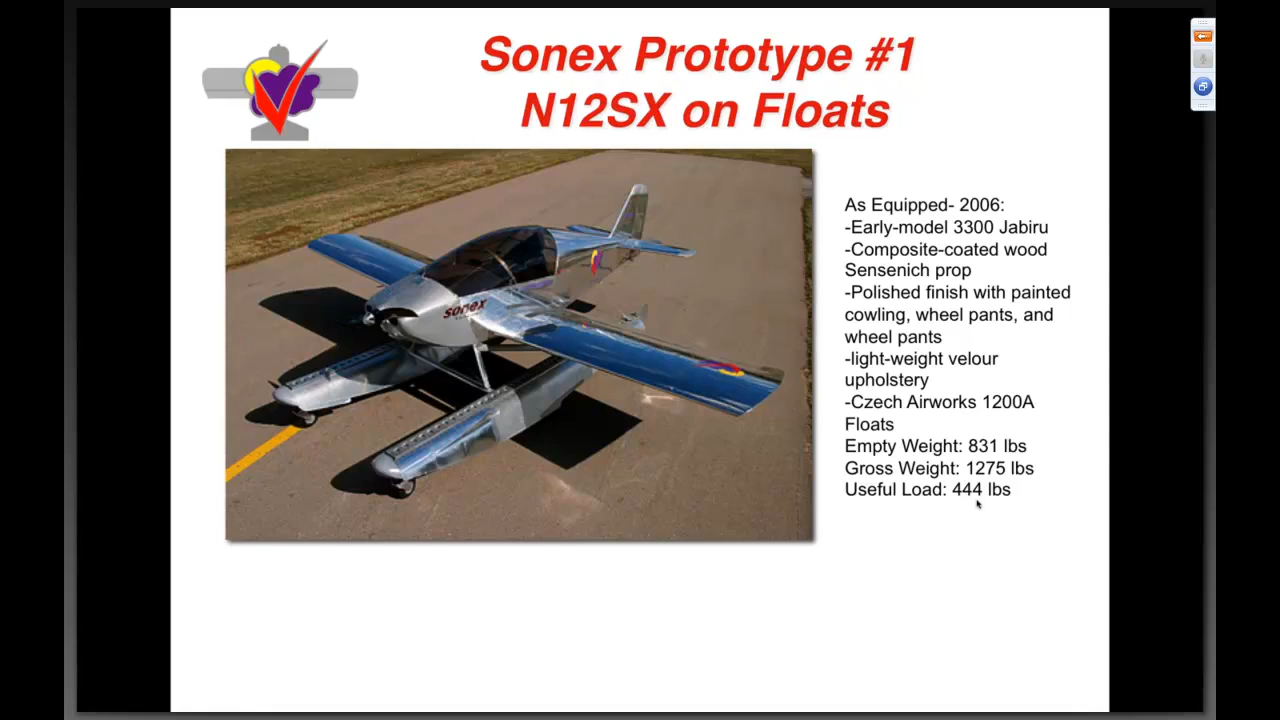 Sonex Prototype #1
N12SX on Floats
sonex
As Equipped- 2006:
-Early-model 3300 Jabiru
-Composite-coated wood
Sensenich prop
-Polished finish with painted
cowling, wheel pants, and
wheel pants
-light-weight velour
upholstery
-Czech Airworks 1200A
Floats
Empty Weight: 831 lbs
Gross Weight: 1275 lbs
Useful Load: 444 lbs